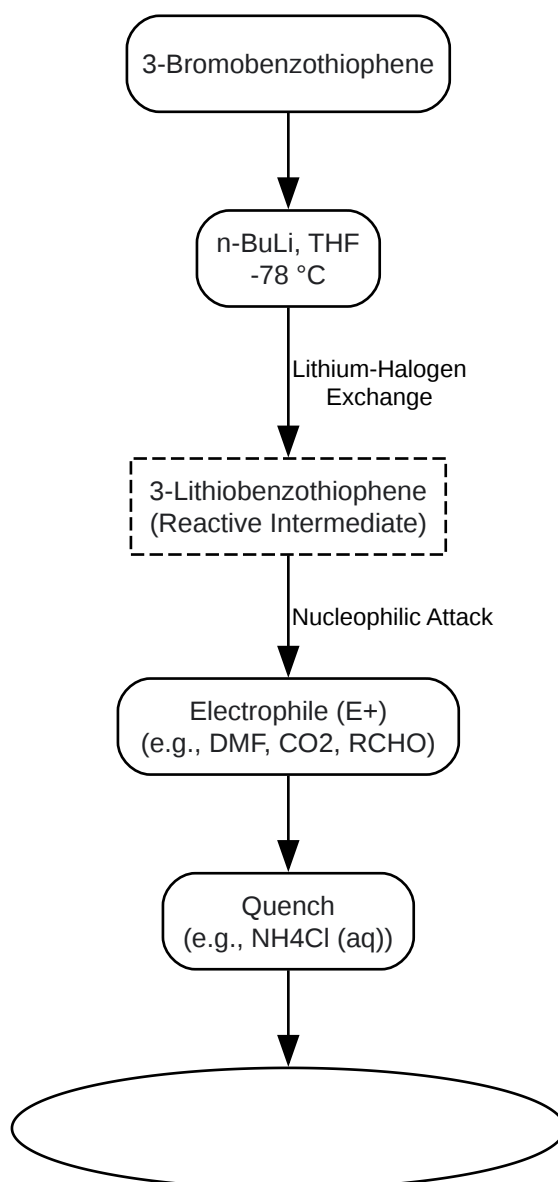 3-Bromobenzothiophene
n-BuLi, THF
-78 °C
Lithium-Halogen
Exchange
3-Lithiobenzothiophene
(Reactive Intermediate)
Nucleophilic Attack
Electrophile (E+)
(e.g., DMF, CO2, RCHO)
Quench
(e.g., NH4Cl (aq))